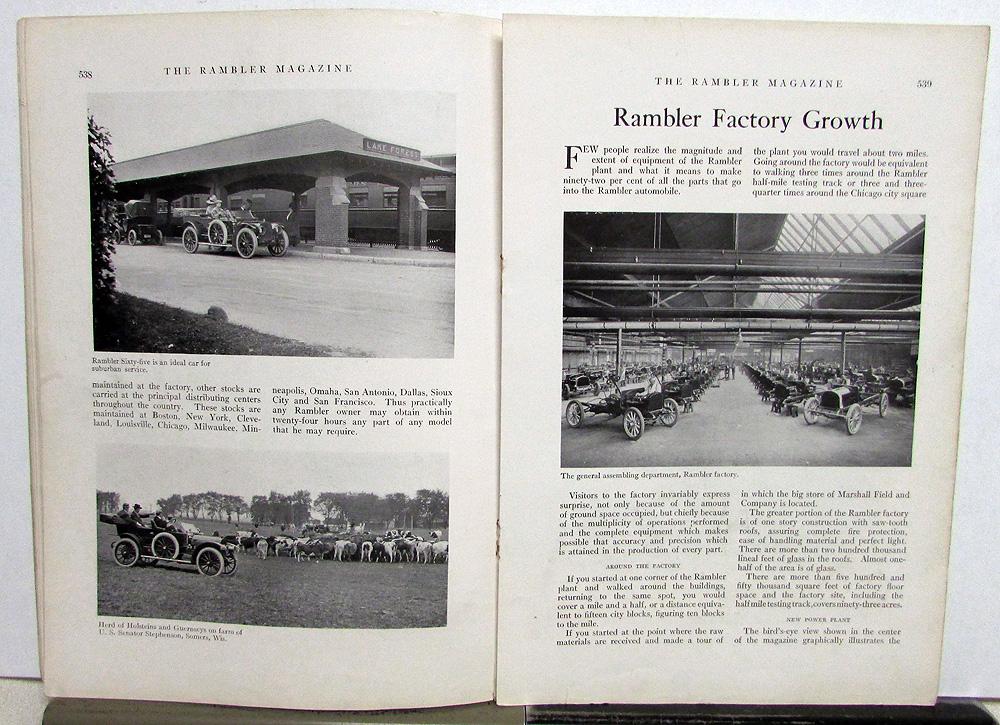 538
THE RAMBLER MAGAZINE
LAKE FOREST
Rambler Sixty-five is an ideal car for
suburban service.
maintained at the factory, other stocks are
carried at the principal distributing centers
throughout the country. These stocks are
maintained at Boston, New York, Cleve-
land, Louisville, Chicago, Milwaukee, Min-
neapolis, Omaha, San Antonio, Dallas, Sioux
City and San Francisco. Thus practically
any Rambler owner may obtain within
twenty-four hours any part of any model
that he may require.
Herd of Holsteins and Guernseys on farm of
U. S. Senator Stephenson, Somers, Wis.
THE RAMBLER MAGAZINE
539
Rambler Factory Growth
FEW people realize the magnitude and
extent of equipment of the Rambler
plant and what it means to make
ninety-two per cent of all the parts that go
into the Rambler automobile.
the plant you would travel about two miles.
Going around the factory would be equivalent
to walking three times around the Rambler
half-mile testing track or three and three-
quarter times around the Chicago city square
The general assembling department, Rambler factory.
Visitors to the factory invariably express
surprise, not only because of the amount
of ground space occupied, but chiefly because
of the multiplicity of operations performed
and the complete equipment which makes
possible that accuracy and precision which
is attained in the production of every part.
AROUND THE FACTORY
If you started at one corner of the Rambler
plant and walked around the buildings,
returning to the same spot, you would
cover a mile and a half, or a distance equiva-
lent to fifteen city blocks, figuring ten blocks
to the mile.
If you started at the point where the raw
materials are received and made a tour of
in which the big store of Marshall Field and
Company is located.
The greater portion of the Rambler factory
is of one story construction with saw-tooth
roofs, assuring complete fire protection,
ease of handling material and perfect light.
There are more than two hundred thousand
lineal feet of glass in the roofs. Almost one-
half of the area is of glass.
There are more than five hundred and
fifty thousand square feet of factory floor
space and the factory site, including the
half mile testing track, covers ninety-three acres.
NEW POWER PLANT
The bird's-eye view shown in the center
of the magazine graphically illustrates the